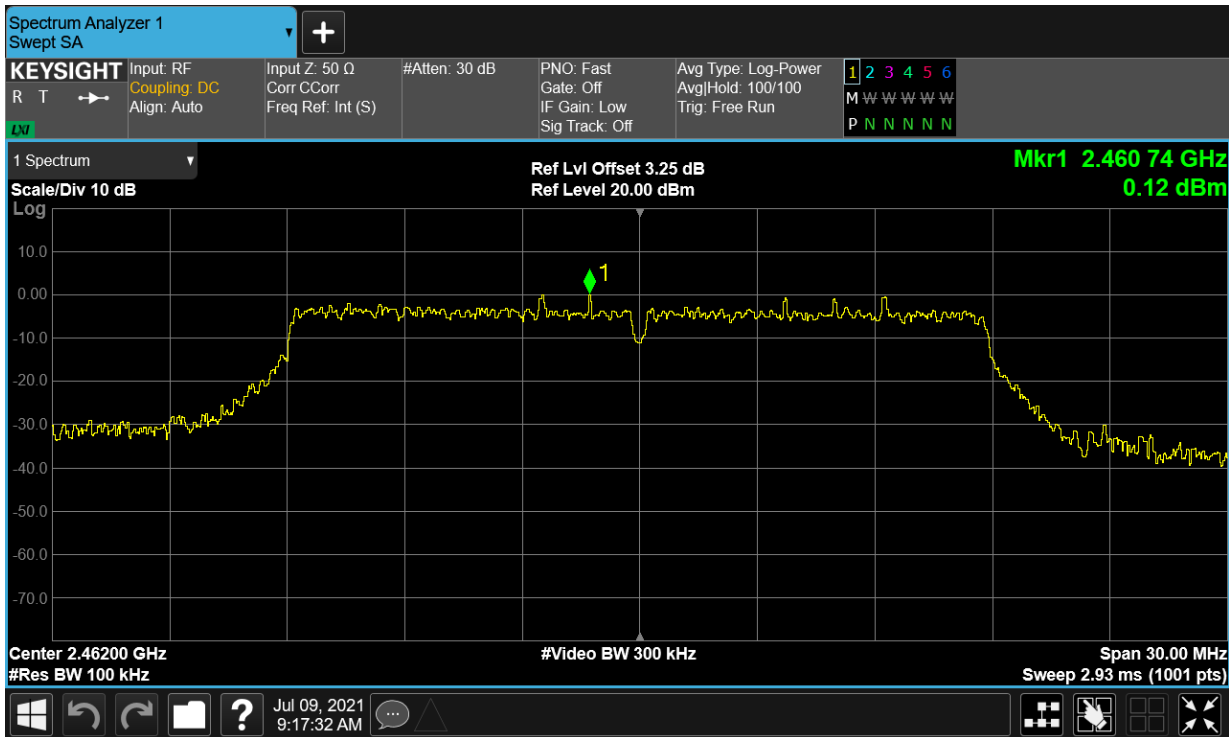 Spectrum Analyzer 1
Swept SA
+
KEYSIGHT
R T
LXI
Input: RF
Coupling: DC
Align: Auto
Input Z: 50 Ω
Corr CCorr
Freq Ref: Int (S)
#Atten: 30 dB
PNO: Fast
Gate: Off
IF Gain: Low
Sig Track: Off
Avg Type: Log-Power
Avg|Hold: 100/100
Trig: Free Run
1 2 3 4 5 6
M W W W W W
P N N N N N
1 Spectrum
Scale/Div 10 dB
Log
Ref Lvl Offset 3.25 dB
Ref Level 20.00 dBm
Mkr1 2.460 74 GHz
0.12 dBm
10.0
1
0.00
-10.0
-20.0
-30.0
-40.0
-50.0
-60.0
-70.0
Center 2.46200 GHz
#Res BW 100 kHz
#Video BW 300 kHz
Span 30.00 MHz
Sweep 2.93 ms (1001 pts)
?
Jul 09, 2021
9:17:32 AM